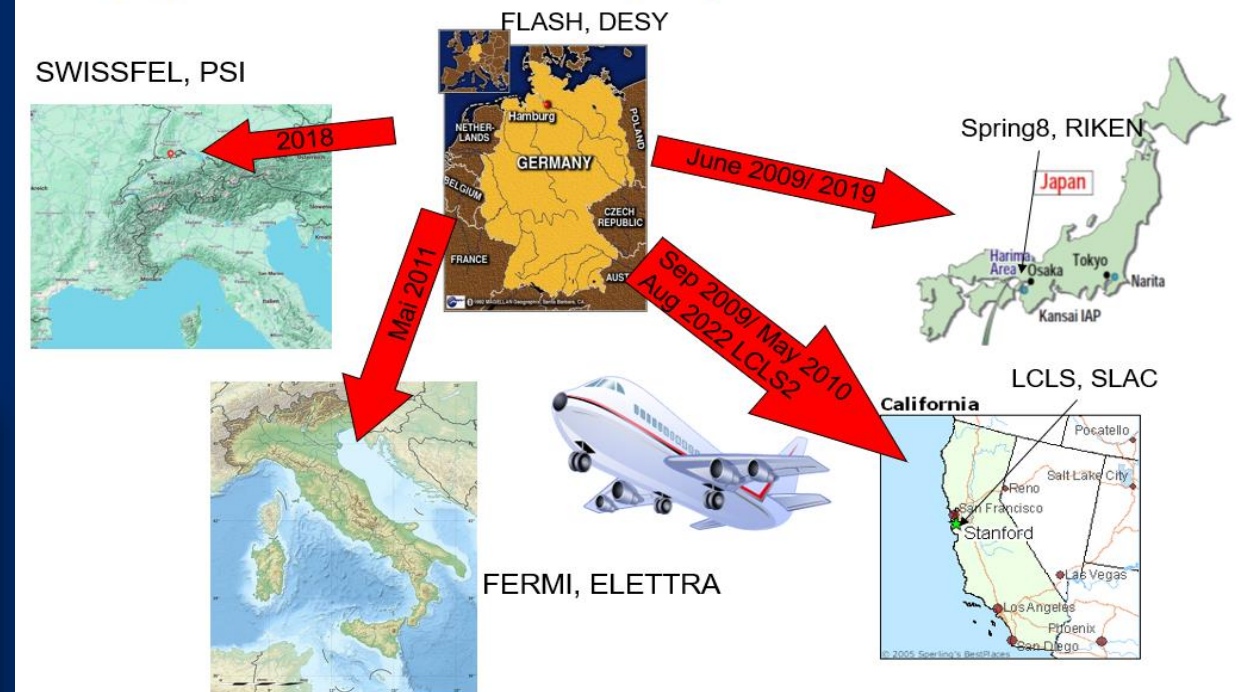 FLASH, DESY
SWISSFEL, PSI
2018
Hamburg
NETHER-
LANDS
POLAND
GERMANY
BELGIUM
CZECH
REPUBLIC
FRANCE
AUST
June 2009/ 2019
Spring8, RIKEN
Japan
Harima
Area
Osaka
Tokyo
Narita
Kansai IAP
Mai 2011
Sep 2009/ May 2010
Aug 2022 LCLS2
LCLS, SLAC
FERMI, ELETTRA
California
Pocatello
Salt Lake City
Reno
San Francisco
Stanford
Las Vegas
Los Angeles
Phoenix
San Diego
© 2005 Sperling's BestPlaces